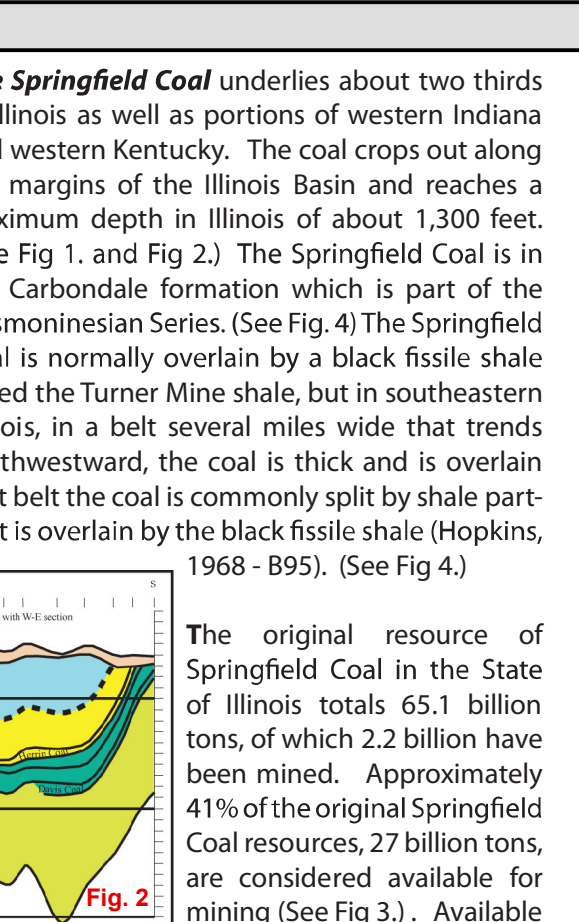 e Springfield Coal underlies about two thirds
llinois as well as portions of western Indiana
d western Kentucky. The coal crops out along
margins of the Illinois Basin and reaches a
ximum depth in Illinois of about 1,300 feet.
e Fig 1. and Fig 2.) The Springfield Coal is in
Carbondale formation which is part of the
smoninesian Series. (See Fig. 4) The Springfield
al is normally overlain by a black fissile shale
ed the Turner Mine shale, but in southeastern
ois, in a belt several miles wide that trends
thwestward, the coal is thick and is overlain
t belt the coal is commonly split by shale part-
t is overlain by the black fissile shale (Hopkins,
1968 - B95). (See Fig 4.)
S
with W-E section
The original resource of
Springfield Coal in the State
of Illinois totals 65.1 billion
tons, of which 2.2 billion have
been mined. Approximately
41% of the original Springfield
Coal resources, 27 billion tons,
are considered available for
mining (See Fig 3.) . Available
Herrin Coal
Davis Coal
Fig. 2